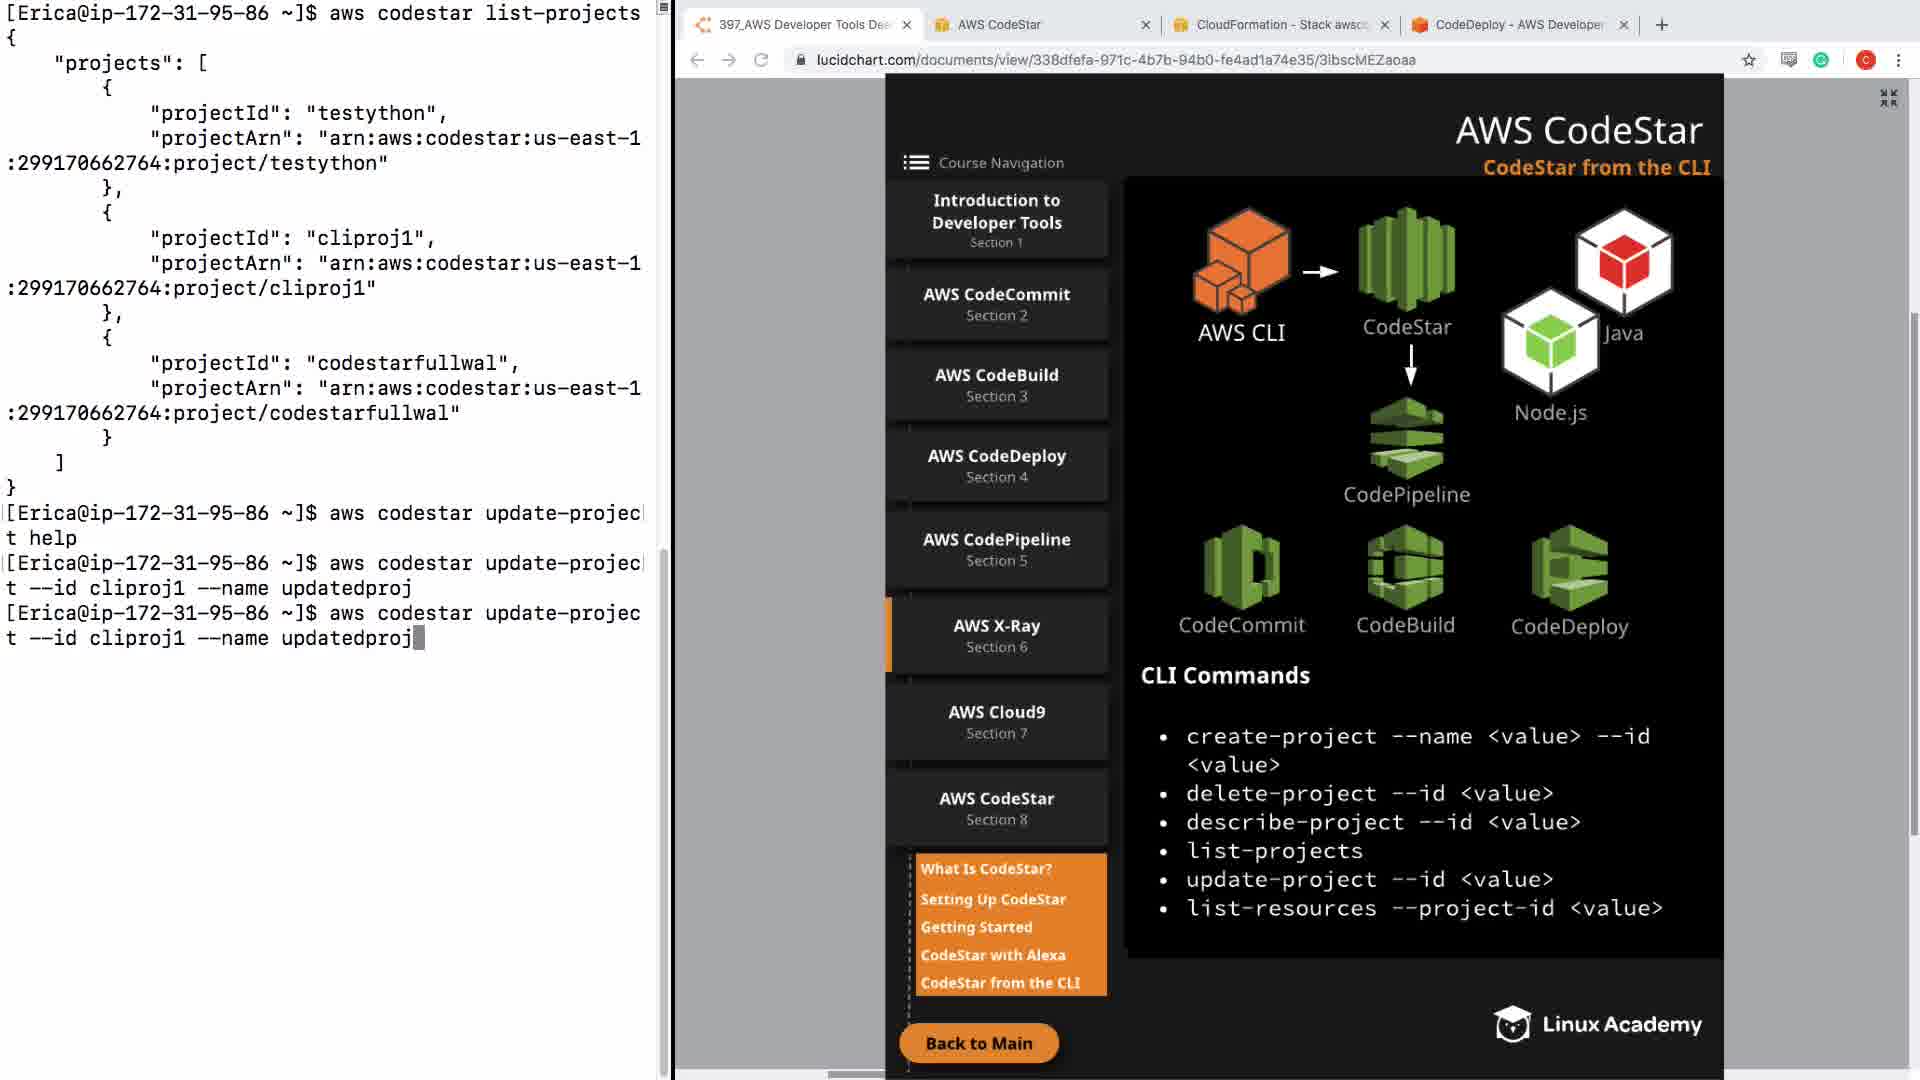 [Erica@ip-172-31-95-86 ~]$ aws codestar list-projects
{
"projects": [
{
"projectId": "testython",
"projectArn": "arn:aws:codestar:us-east-1
:299170662764:project/testython"
},
{
"projectId": "cliproj1",
"projectArn": "arn:aws:codestar:us-east-1
:299170662764:project/cliproj1"
},
{
"projectId": "codestarfullwal",
"projectArn": "arn:aws:codestar:us-east-1
:299170662764:project/codestarfullwal"
}
]
}
[Erica@ip-172-31-95-86 ~]$ aws codestar update-projec
t help
[Erica@ip-172-31-95-86 ~]$ aws codestar update-projec
t --id cliproj1 --name updatedproj
[Erica@ip-172-31-95-86 ~]$ aws codestar update-projec
t --id cliproj1 --name updatedproj
397_AWS Developer Tools Dee
AWS CodeStar
CloudFormation - Stack awsco
CodeDeploy - AWS Developer
lucidchart.com/documents/view/338dfefa-971c-4b7b-94b0-fe4ad1a74e35/3lbscMEZaoaa
C
AWS CodeStar
CodeStar from the CLI
Course Navigation
Introduction to
Developer Tools
Section 1
AWS CodeCommit
Section 2
AWS CodeBuild
Section 3
AWS CodeDeploy
Section 4
AWS CodePipeline
Section 5
AWS X-Ray
Section 6
AWS Cloud9
Section 7
AWS CodeStar
Section 8
What Is CodeStar?
Setting Up CodeStar
Getting Started
CodeStar with Alexa
CodeStar from the CLI
Back to Main
AWS CLI
CodeStar
Java
Node.js
CodePipeline
CodeCommit
CodeBuild
CodeDeploy
CLI Commands
• create-project --name <value> --id
<value>
• delete-project --id <value>
• describe-project --id <value>
• list-projects
• update-project --id <value>
• list-resources --project-id <value>
Linux Academy